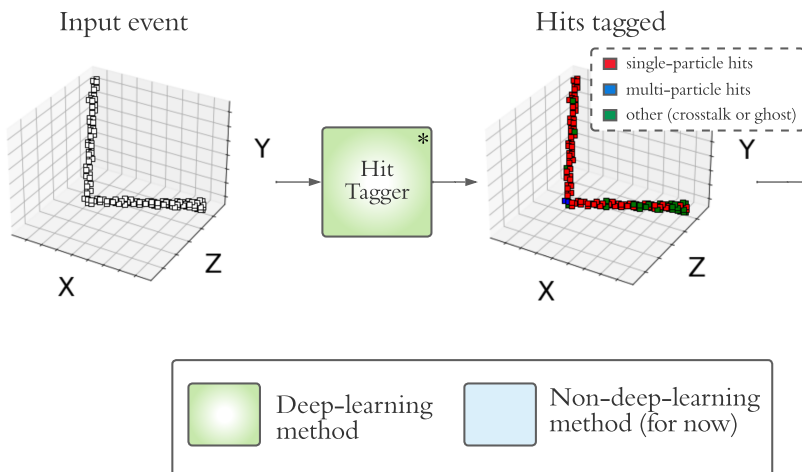 Input event
Hits tagged
single-particle hits
multi-particle hits
other (crosstalk or ghost)
Y
Hit
Tagger
*
Y
Z
X
Z
X
Deep-learning
method
Non-deep-learning
method (for now)